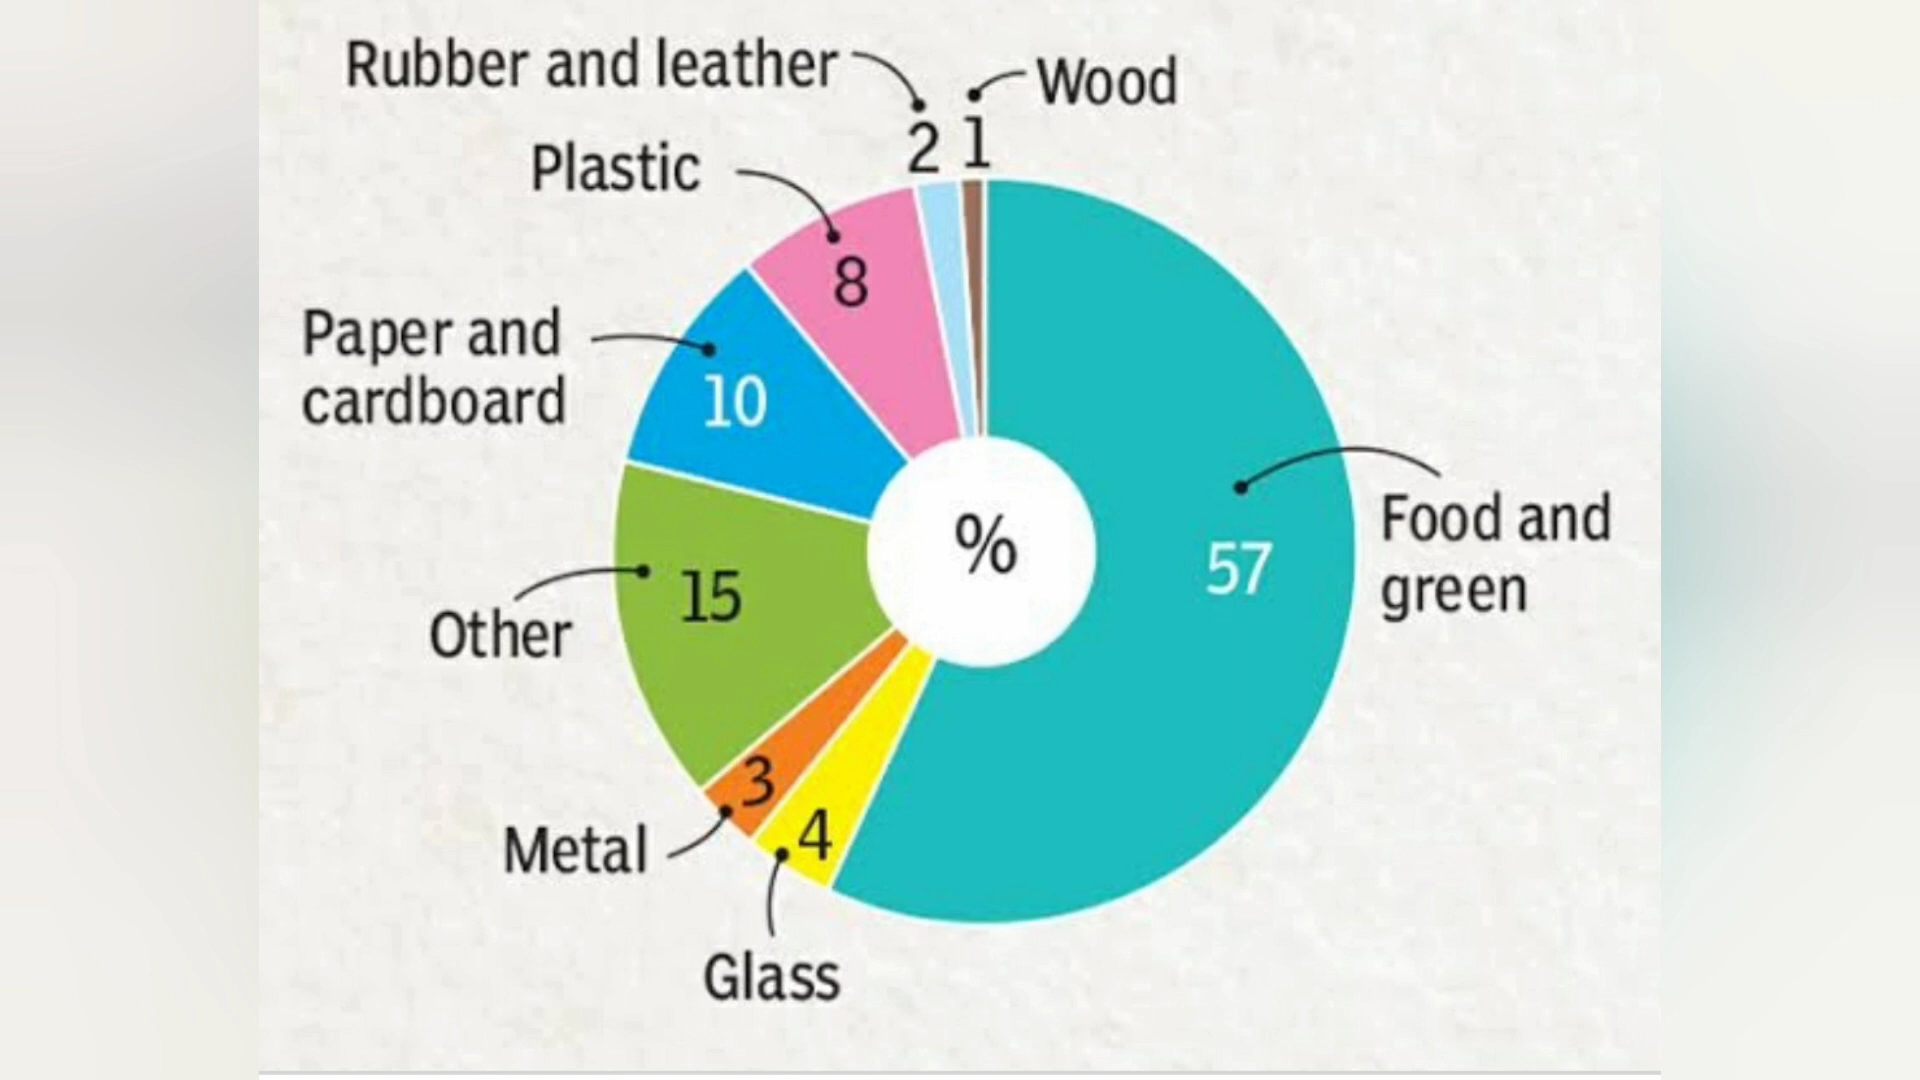 Rubber and leather
Wood
2
1
Plastic
8
Paper and
cardboard
10
%
57
Food and
green
15
Other
3
4
Metal
Glass